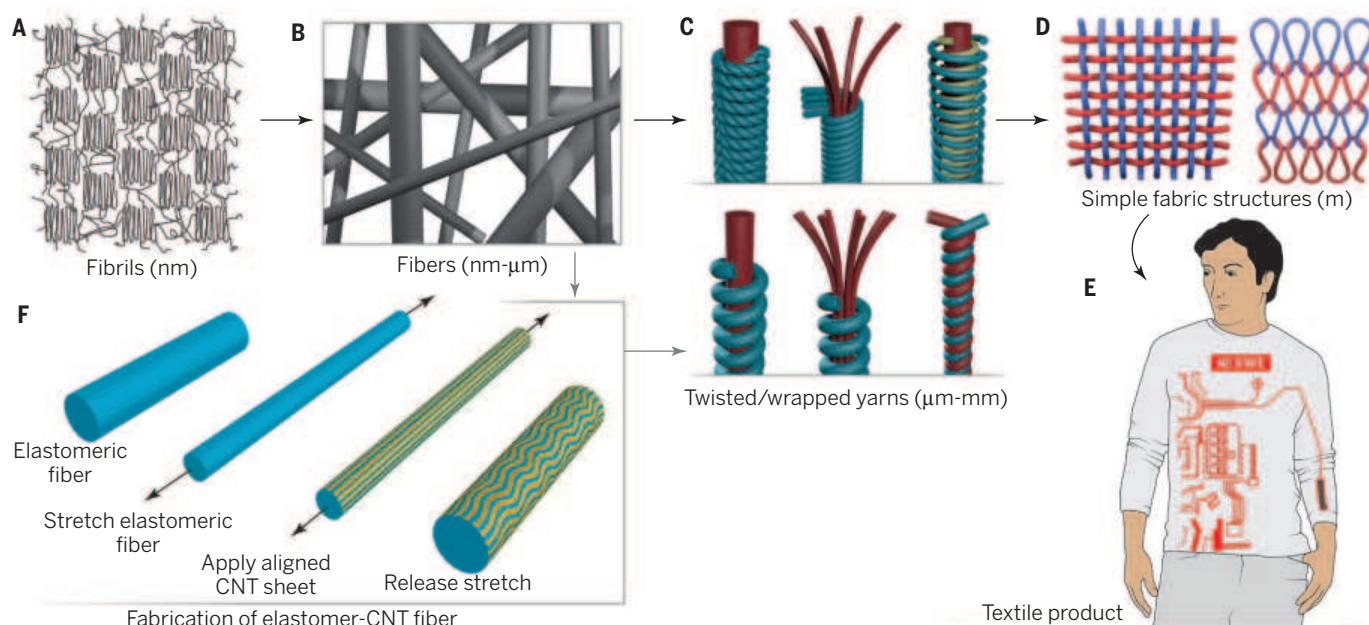 A
B
C
D
Fibrils (nm)
Fibers (nm-μm)
Simple fabric structures (m)
E
F
Elastomeric
fiber
Stretch elastomeric
fiber
Apply aligned
CNT sheet
Release stretch
Twisted/wrapped yarns (μm-mm)
Fabrication of elastomer-CNT fiber
Textile product